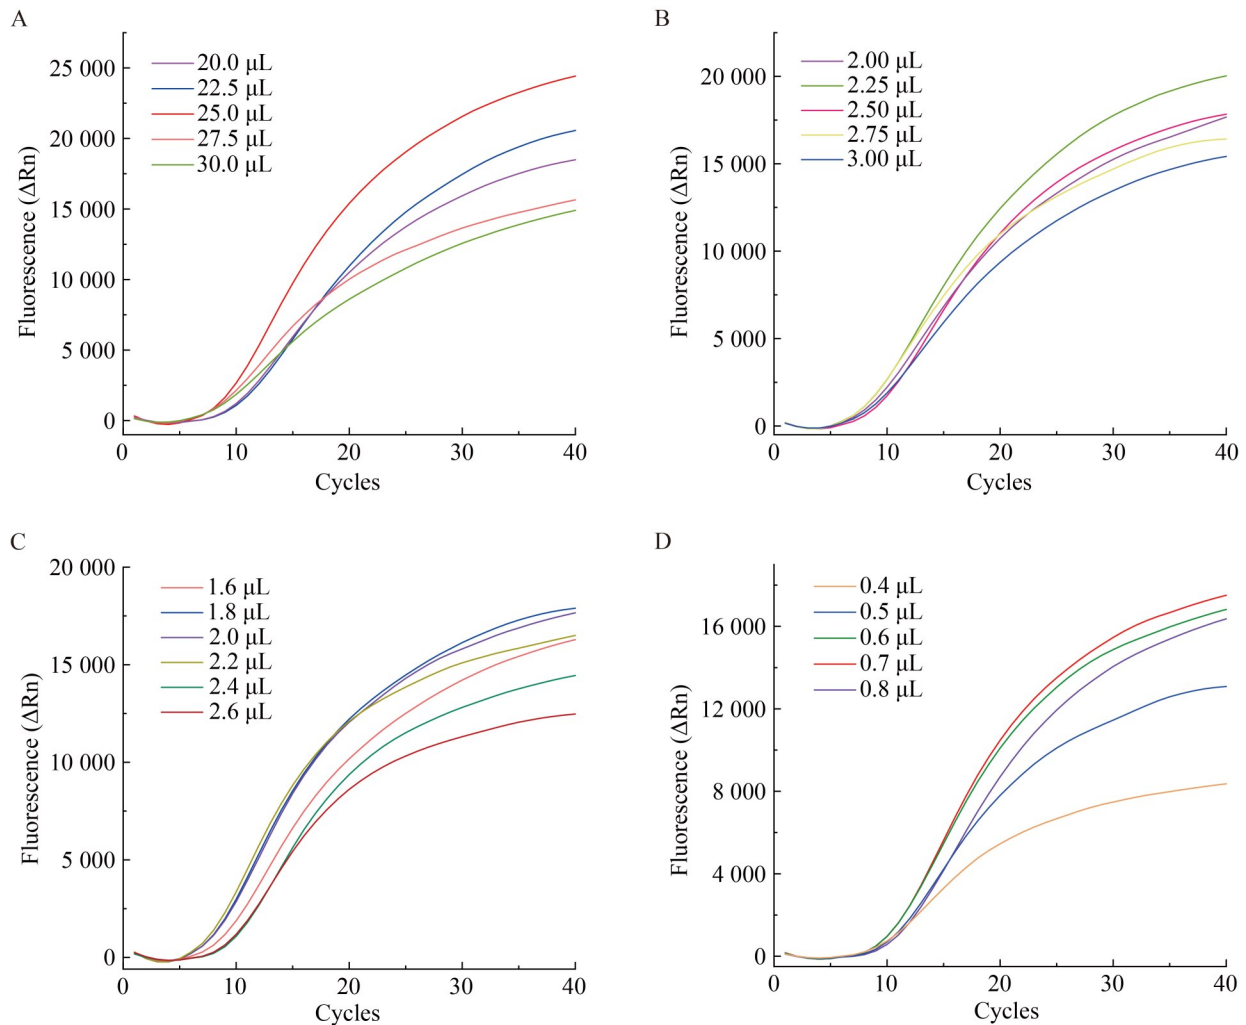 A
20.0 μL
22.5 μL
25.0 μL
27.5 μL
30.0 μL
25 000
20 000
15 000
10 000
5 000
0
0
10
20
30
40
Cycles
Fluorescence (ΔRn)
B
2.00 μL
2.25 μL
2.50 μL
2.75 μL
3.00 μL
20 000
15 000
10 000
5 000
0
0
10
20
30
40
Cycles
Fluorescence (ΔRn)
C
1.6 μL
1.8 μL
2.0 μL
2.2 μL
2.4 μL
2.6 μL
20 000
15 000
10 000
5 000
0
0
10
20
30
40
Cycles
Fluorescence (ΔRn)
D
0.4 μL
0.5 μL
0.6 μL
0.7 μL
0.8 μL
16 000
12 000
8 000
4 000
0
0
10
20
30
40
Cycles
Fluorescence (ΔRn)